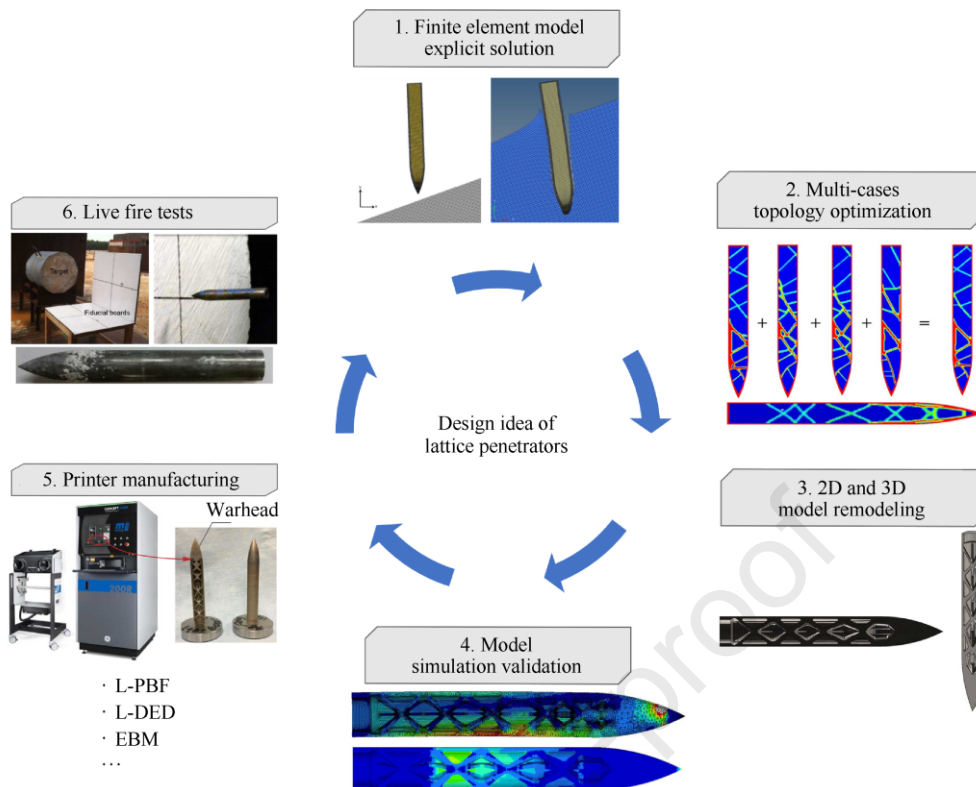 1. Finite element model
explicit solution
2. Multi-cases
topology optimization
+
+
+
=
3. 2D and 3D
model remodeling
4. Model
simulation validation
5. Printer manufacturing
Warhead
200R
· L-PBF
· L-DED
· EBM
...
6. Live fire tests
Target
Fiducial boards
Design idea of
lattice penetrators
proof